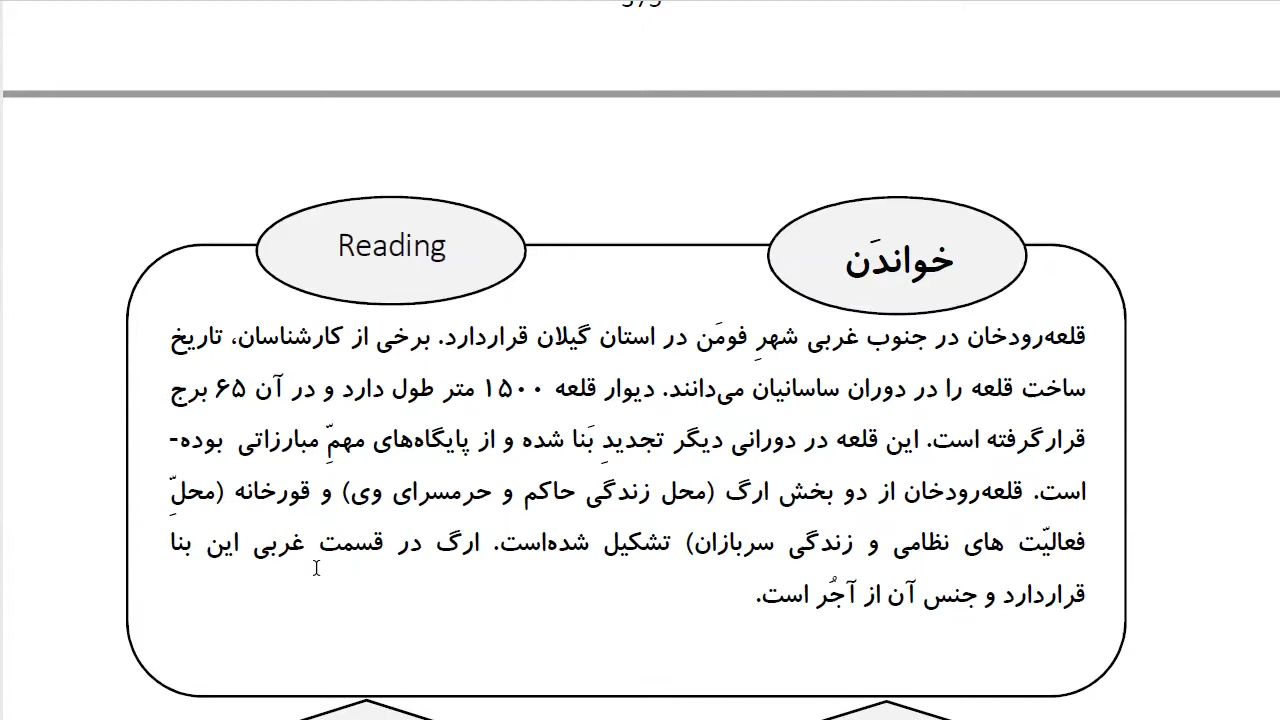 خواندَن
Reading
قلعه‌رودخان در جنوب غربی شهرِ فومَن در استان گیلان قراردارد. برخی از کارشناسان، تاریخ
ساخت قلعه را در دوران ساسانیان می‌دانند. دیوار قلعه ۱۵۰۰ متر طول دارد و در آن ۶۵ برج
قرارگرفته است. این قلعه در دورانی دیگر تجدیدِ بَنا شده و از پایگاه‌های مهمِّ مبارزاتی بوده-
است. قلعه‌رودخان از دو بخش ارگ (محل زندگی حاکم و حرمسرای وی) و قورخانه (محلِّ
فعالیّت های نظامی و زندگی سربازان) تشکیل شده‌است. ارگ در قسمت غربی این بنا
قراردارد و جنس آن از آجُر است.